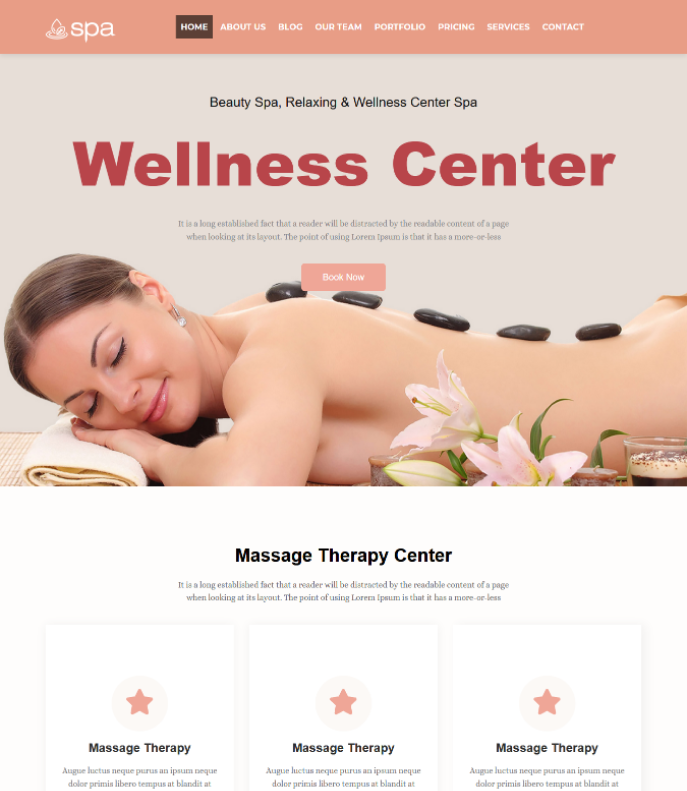 spa
HOME ABOUT US BLOG OUR TEAM PORTFOLIO PRICING SERVICES CONTACT
Beauty Spa, Relaxing & Wellness Center Spa
Wellness Center
It is a long established fact that a reader will be distracted by the readable content of a page
when looking at its layout. The point of using Lorem Ipsum is that it has a more-or-less
Book Now
Massage Therapy Center
It is a long established fact that a reader will be distracted by the readable content of a page
when looking at its layout. The point of using Lorem Ipsum is that it has a more-or-less
Massage Therapy
Augue luctus neque purus an ipsum neque
dolor primis libero tempus at blandit at
Massage Therapy
Augue luctus neque purus an ipsum neque
dolor primis libero tempus at blandit at
Massage Therapy
Augue luctus neque purus an ipsum neque
dolor primis libero tempus at blandit at